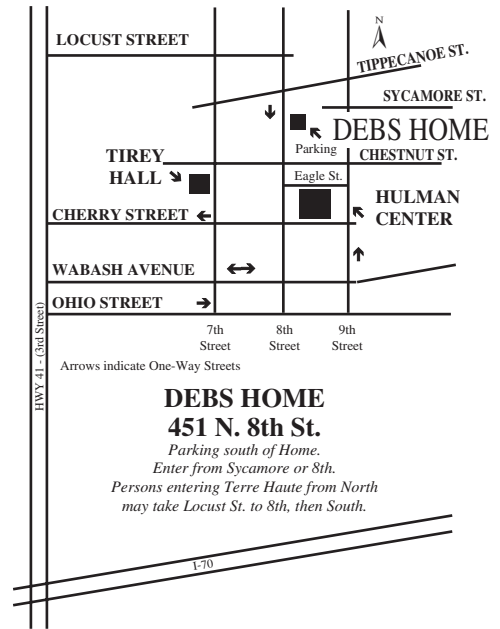 N
LOCUST STREET
TIPPECANOE ST.
SYCAMORE ST.
DEBS HOME
Parking
TIREY
HALL
CHESTNUT ST.
Eagle St.
HULMAN
CENTER
CHERRY STREET
WABASH AVENUE
OHIO STREET
7th
Street
8th
Street
9th
Street
HWY 41 - (3rd Street)
Arrows indicate One-Way Streets
DEBS HOME
451 N. 8th St.
Parking south of Home.
Enter from Sycamore or 8th.
Persons entering Terre Haute from North
may take Locust St. to 8th, then South.
I-70